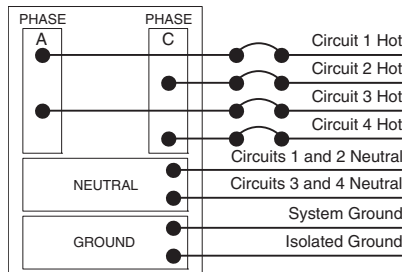 PHASE PHASE
A C
Circuit 1 Hot
Circuit 2 Hot
Circuit 3 Hot
Circuit 4 Hot
Circuits 1 and 2 Neutral
NEUTRAL
Circuits 3 and 4 Neutral
System Ground
GROUND
Isolated Ground